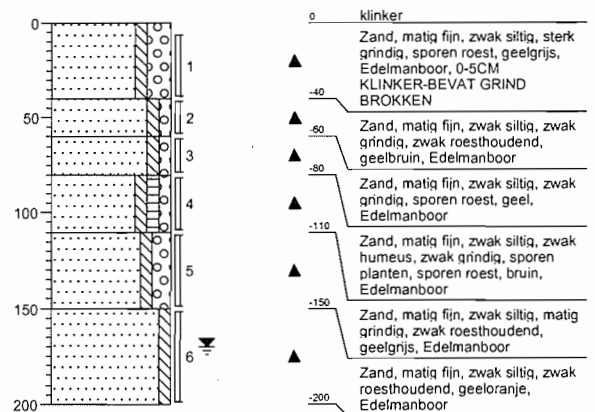 0
50
100
150
200
1
2
3
4
5
6
0
klinker
Zand, matig fijn, zwak siltig, sterk
grindig, sporen roest, geelgrijs,
Edelmanboor, 0-5CM
KLINKER-BEVAT GRIND
BROKKEN
-40
Zand, matig fijn, zwak siltig, zwak
grindig, zwak roesthoudend,
geelbruin, Edelmanboor
-60
Zand, matig fijn, zwak siltig, zwak
grindig, sporen roest, geel,
Edelmanboor
-80
Zand, matig fijn, zwak siltig, zwak
humeus, zwak grindig, sporen
planten, sporen roest, bruin,
Edelmanboor
-110
Zand, matig fijn, zwak siltig, matig
grindig, zwak roesthoudend,
geelgrijs, Edelmanboor
-150
Zand, matig fijn, zwak siltig, zwak
roesthoudend, geeloranje,
Edelmanboor
-200